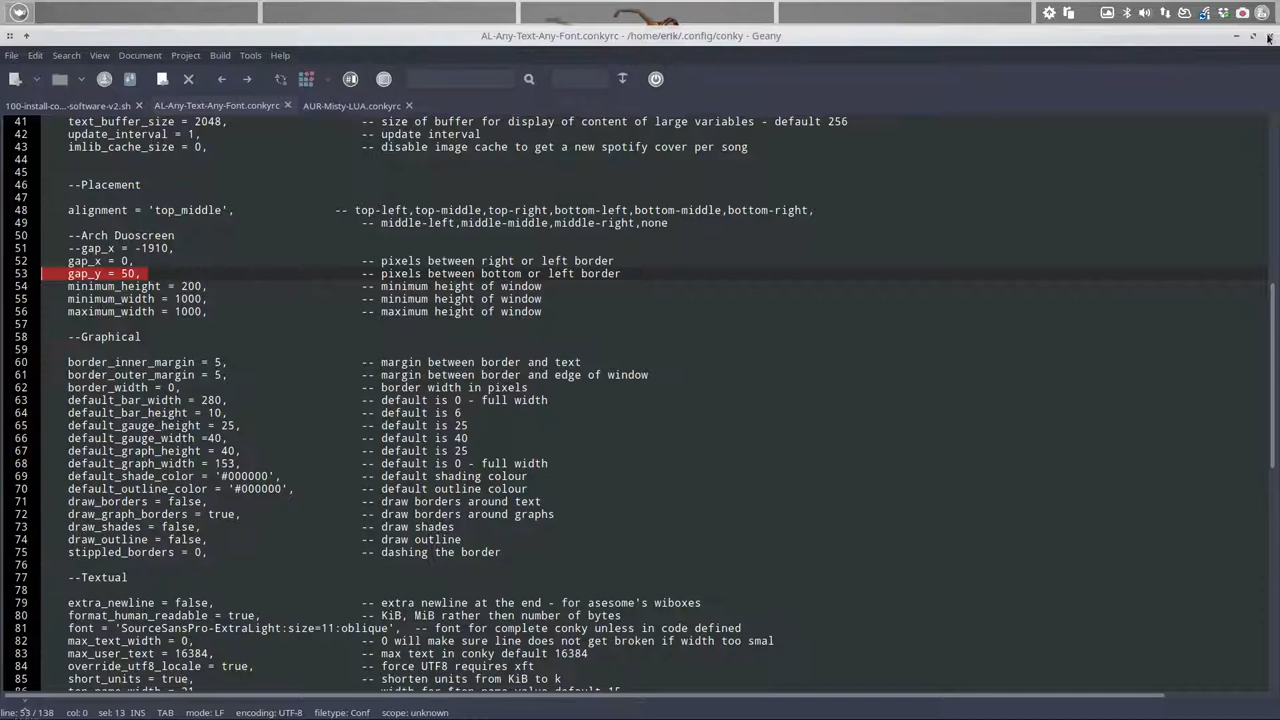 AL-Any-Text-Any-Font.conkyrc - /home/erik/.config/conky - Geany
File Edit Search View Document Project Build Tools Help
100-install-co...-software-v2.sh AL-Any-Text-Any-Font.conkyrc AUR-Misty-LUA.conkyrc
41 text_buffer_size = 2048, -- size of buffer for display of content of large variables - default 256
42 update_interval = 1, -- update interval
43 imlib_cache_size = 0, -- disable image cache to get a new spotify cover per song
44
45
46 --Placement
47
48 alignment = 'top_middle', -- top-left,top-middle,top-right,bottom-left,bottom-middle,bottom-right,
49 -- middle-left,middle-middle,middle-right,none
50 --Arch Duoscreen
51 --gap_x = -1910,
52 gap_x = 0, -- pixels between right or left border
53 gap_y = 50, -- pixels between bottom or left border
54 minimum_height = 200, -- minimum height of window
55 minimum_width = 1000, -- minimum height of window
56 maximum_width = 1000, -- maximum height of window
57
58 --Graphical
59
60 border_inner_margin = 5, -- margin between border and text
61 border_outer_margin = 5, -- margin between border and edge of window
62 border_width = 0, -- border width in pixels
63 default_bar_width = 280, -- default is 0 - full width
64 default_bar_height = 10, -- default is 6
65 default_gauge_height = 25, -- default is 25
66 default_gauge_width =40, -- default is 40
67 default_graph_height = 40, -- default is 25
68 default_graph_width = 153, -- default is 0 - full width
69 default_shade_color = '#000000', -- default shading colour
70 default_outline_color = '#000000', -- default outline colour
71 draw_borders = false, -- draw borders around text
72 draw_graph_borders = true, -- draw borders around graphs
73 draw_shades = false, -- draw shades
74 draw_outline = false, -- draw outline
75 stippled_borders = 0, -- dashing the border
76
77 --Textual
78
79 extra_newline = false, -- extra newline at the end - for asesome's wiboxes
80 format_human_readable = true, -- KiB, MiB rather then number of bytes
81 font = 'SourceSansPro-ExtraLight:size=11:oblique', -- font for complete conky unless in code defined
82 max_text_width = 0, -- 0 will make sure line does not get broken if width too smal
83 max_user_text = 16384, -- max text in conky default 16384
84 override_utf8_locale = true, -- force UTF8 requires xft
85 short_units = true, -- shorten units from KiB to k
line: 53 / 138 col: 0 sel: 13 INS TAB mode: LF encoding: UTF-8 filetype: Conf scope: unknown